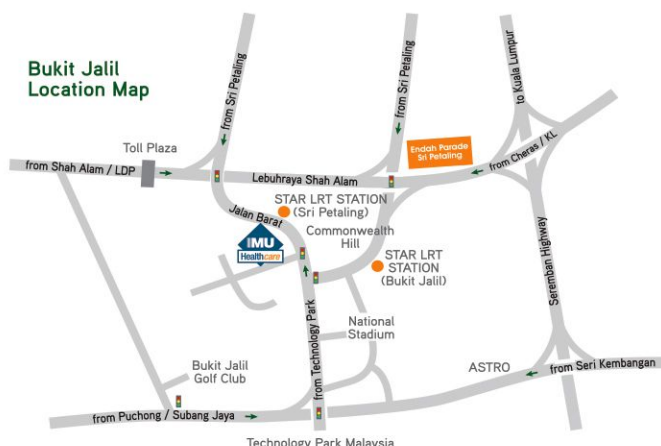 Bukit Jalil
Location Map
from Sri Petaling
from Sri Petaling
to Kuala Lumpur
Toll Plaza
Endah Parade
Sri Petaling
from Cheras / KL
from Shah Alam / LDP
Lebuhraya Shah Alam
STAR LRT STATION
(Sri Petaling)
Jalan Barat
Commonwealth
Hill
IMU
Healthcare
STAR LRT
STATION
(Bukit Jalil)
Seremban Highway
from Technology Park
National
Stadium
Bukit Jalil
Golf Club
ASTRO
from Seri Kembangan
from Puchong / Subang Jaya
Technology Park Malaysia